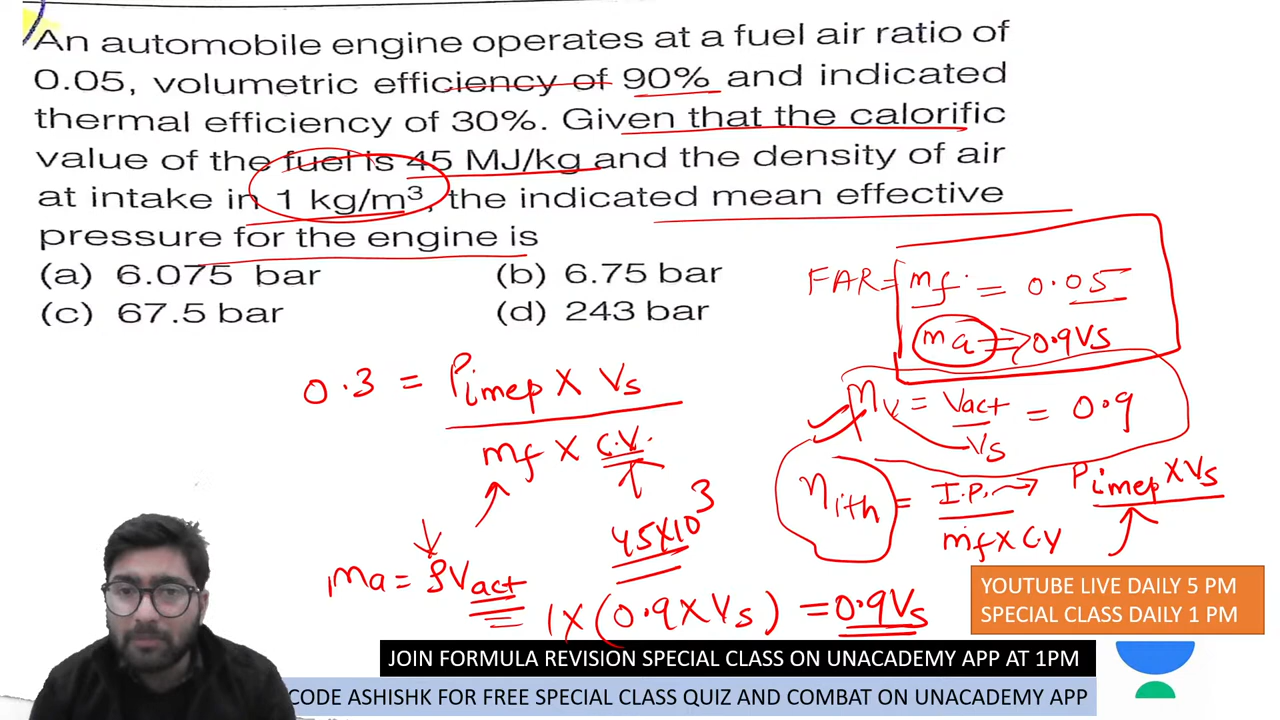 An automobile engine operates at a fuel air ratio of
0.05, volumetric efficiency of 90% and indicated
thermal efficiency of 30%. Given that the calorific
value of the fuel is 45 MJ/kg and the density of air
at intake in 1 kg/m³, the indicated mean effective
pressure for the engine is
(a) 6.075 bar
(b) 6.75 bar
(c) 67.5 bar
(d) 243 bar
FAR = mf = 0.05
ma => 0.9Vs
ηv = Vact = 0.9
Vs
ηith = I.P. → Pimep X Vs
ṁf X C.V
0.3 = Pimep X Vs
mf X C.V.
45X10³
ma = ρVact
1X (0.9 X Vs) = 0.9Vs
YOUTUBE LIVE DAILY 5 PM
SPECIAL CLASS DAILY 1 PM
JOIN FORMULA REVISION SPECIAL CLASS ON UNACADEMY APP AT 1PM
CODE ASHISHK FOR FREE SPECIAL CLASS QUIZ AND COMBAT ON UNACADEMY APP